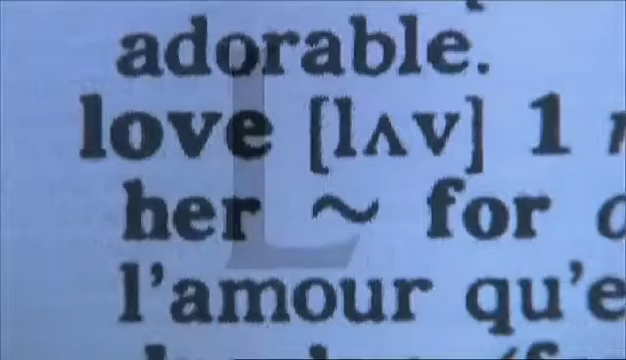 adorable.
love [lʌv] 1
her ~ for
l'amour qu'e
L